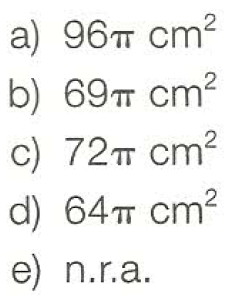 a) 96π cm²
b) 69π cm²
c) 72π cm²
d) 64π cm²
e) n.r.a.